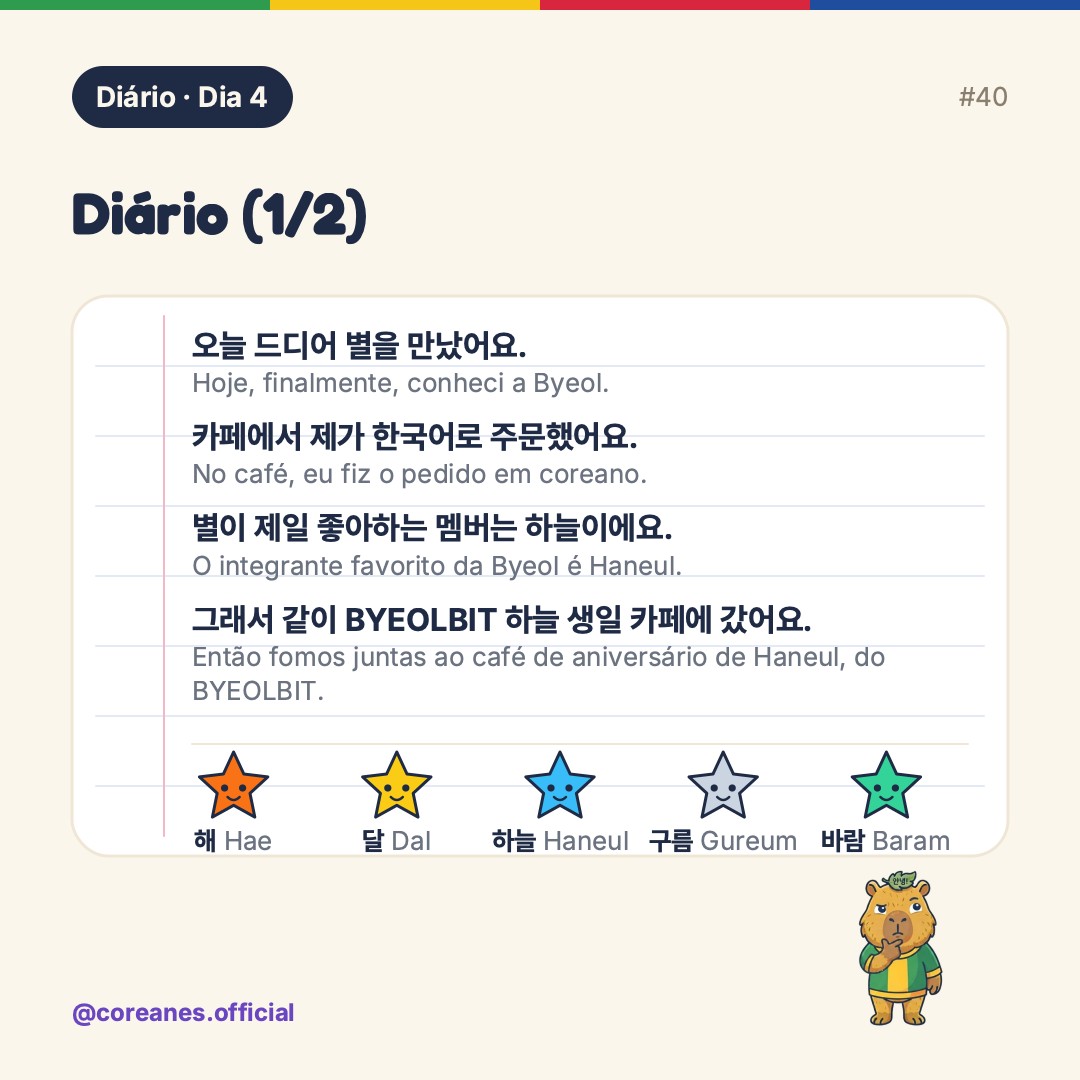 Diário · Dia 4
#40
Diário (1/2)
오늘 드디어 별을 만났어요.
Hoje, finalmente, conheci a Byeol.
카페에서 제가 한국어로 주문했어요.
No café, eu fiz o pedido em coreano.
별이 제일 좋아하는 멤버는 하늘이에요.
O integrante favorito da Byeol é Haneul.
그래서 같이 BYEOLBIT 하늘 생일 카페에 갔어요.
Então fomos juntas ao café de aniversário de Haneul, do
BYEOLBIT.
해 Hae 달 Dal 하늘 Haneul 구름 Gureum 바람 Baram
안녕!
@coreanes.official